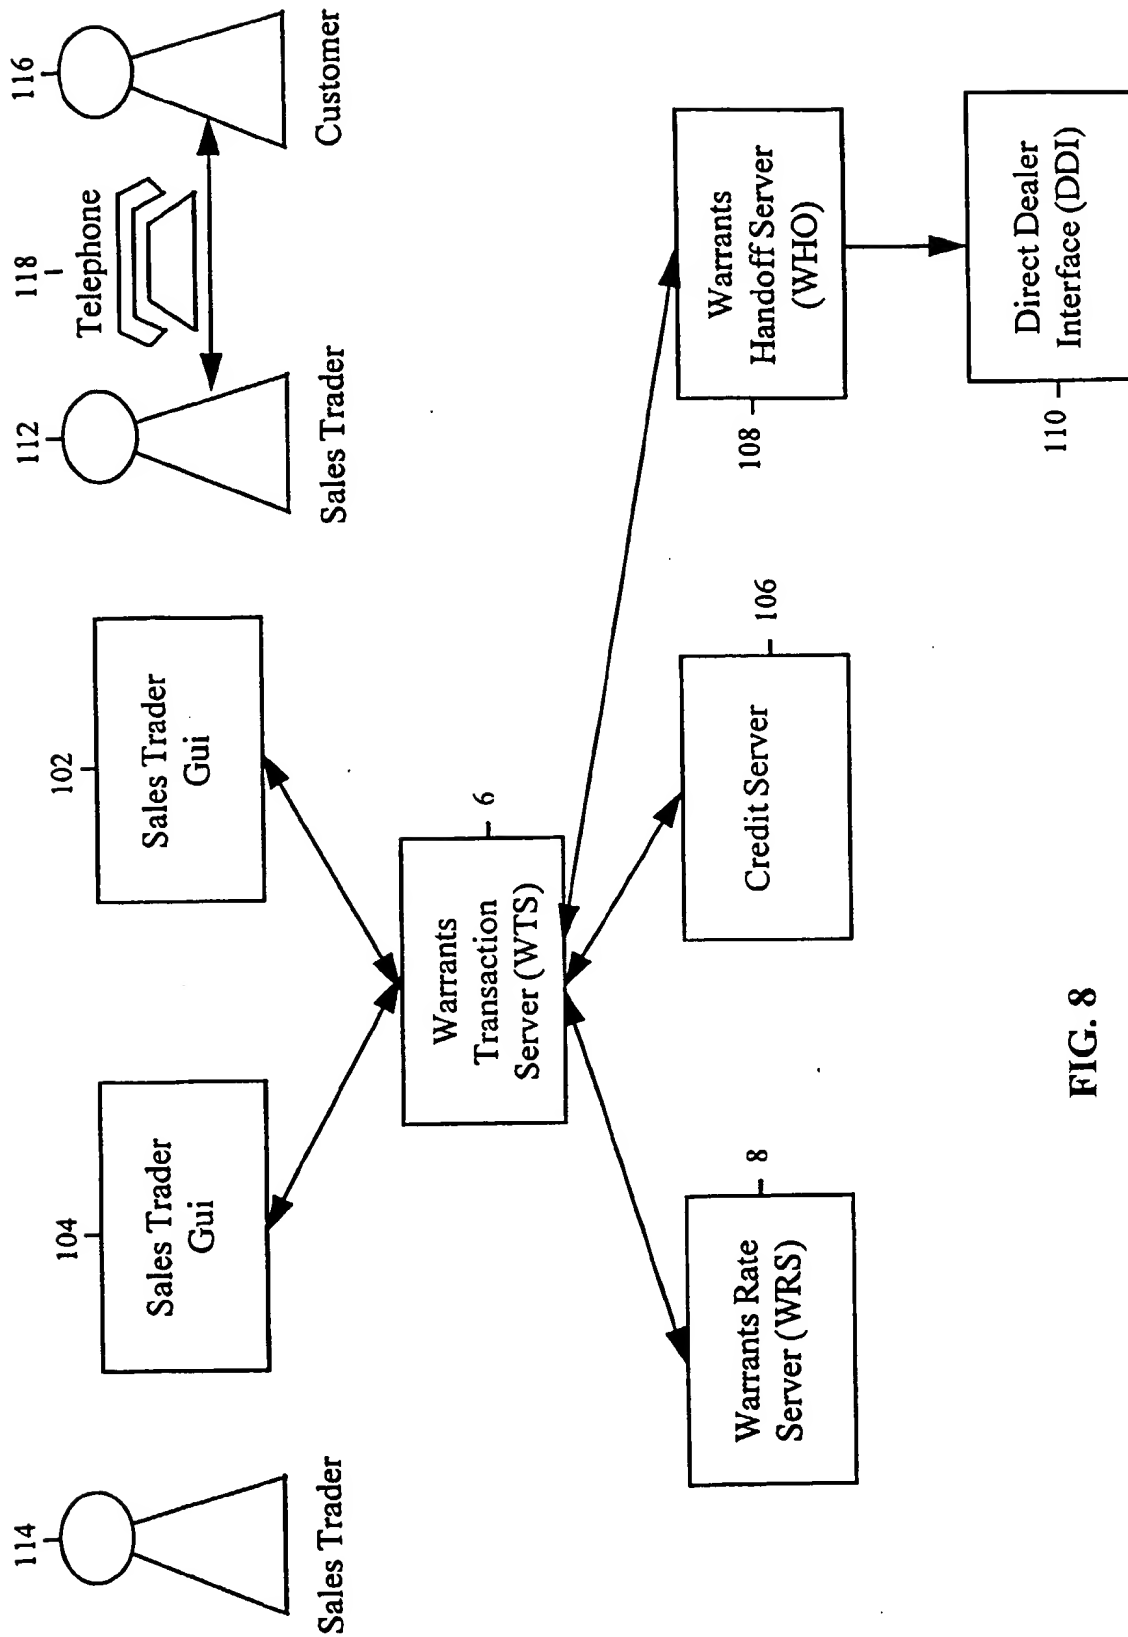 114
Sales Trader
104
Sales Trader
Gui
102
Sales Trader
Gui
112
Sales Trader
118
Telephone
116
Customer
Warrants
Transaction
Server (WTS)
6
Warrants Rate
Server (WRS)
8
Credit Server
106
Warrants
Handoff Server
(WHO)
108
Direct Dealer
Interface (DDI)
110
FIG. 8